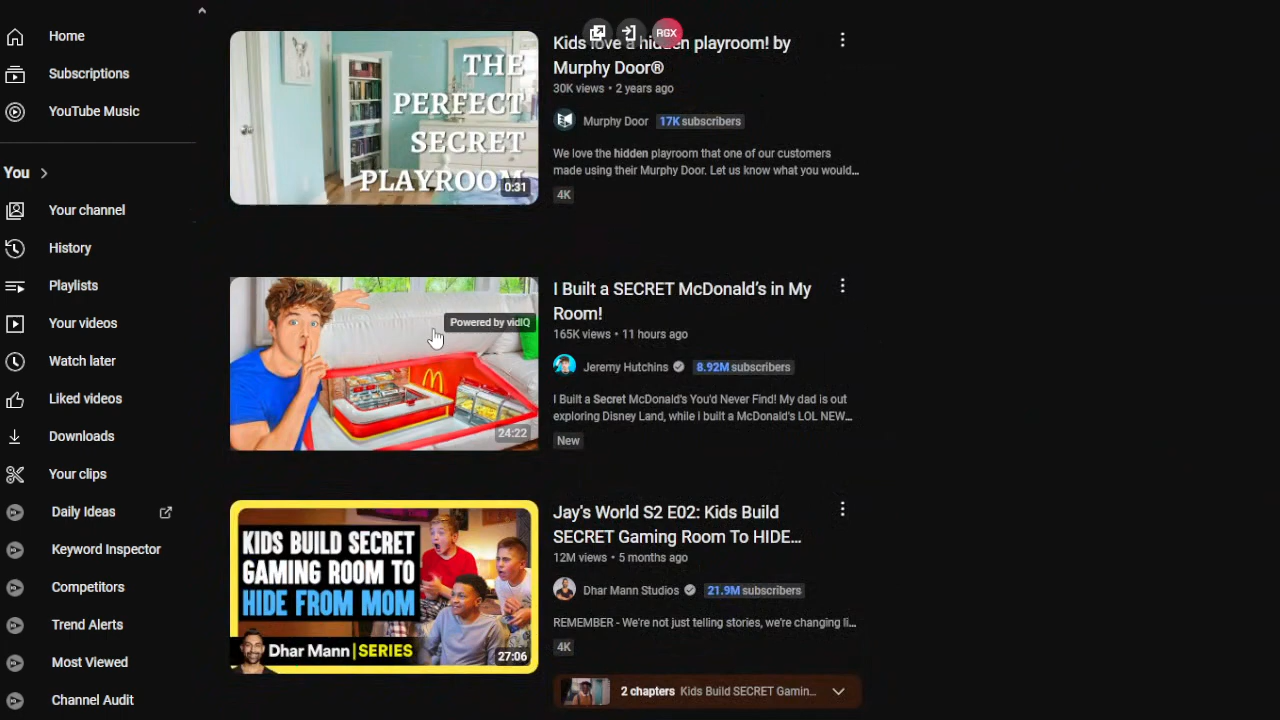 Home
Subscriptions
YouTube Music
You
Your channel
History
Playlists
Your videos
Watch later
Liked videos
Downloads
Your clips
Daily Ideas
Keyword Inspector
Competitors
Trend Alerts
Most Viewed
Channel Audit
THE
PERFECT
SECRET
PLAYROOM
0:31
RGX
Kids love a hidden playroom! by
Murphy Door®
30K views • 2 years ago
Murphy Door 17K subscribers
We love the hidden playroom that one of our customers
made using their Murphy Door. Let us know what you would...
4K
Powered by vidIQ
24:22
I Built a SECRET McDonald's in My
Room!
165K views • 11 hours ago
Jeremy Hutchins 8.92M subscribers
I Built a Secret McDonald's You'd Never Find! My dad is out
exploring Disney Land, while I built a McDonald's LOL NEW...
New
KIDS BUILD SECRET
GAMING ROOM TO
HIDE FROM MOM
Dhar Mann | SERIES
27:06
Jay's World S2 E02: Kids Build
SECRET Gaming Room To HIDE...
12M views • 5 months ago
Dhar Mann Studios 21.9M subscribers
REMEMBER - We're not just telling stories, we're changing li...
4K
2 chapters Kids Build SECRET Gamin...